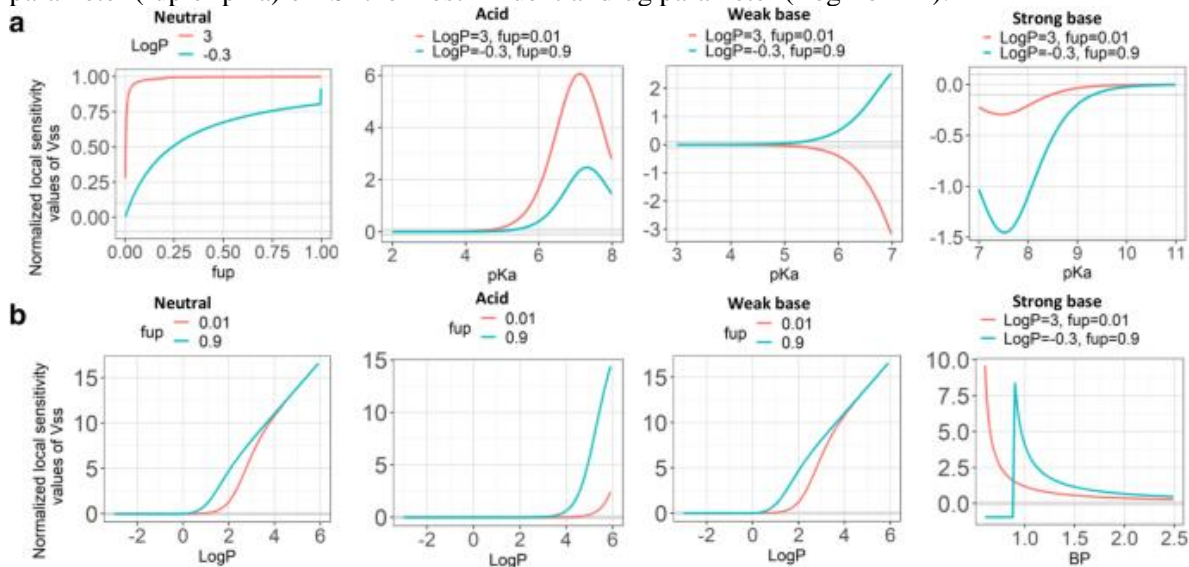 a
Neutral
LogP
3
-0.3
Acid
LogP=3, fup=0.01
LogP=-0.3, fup=0.9
Weak base
LogP=3, fup=0.01
LogP=-0.3, fup=0.9
Strong base
LogP=3, fup=0.01
LogP=-0.3, fup=0.9
Normalized local sensitivity
values of Vss
1.00
0.75
0.50
0.25
0.00
0.00 0.25 0.50 0.75 1.00
fup
6
4
2
0
2 4 6 8
pKa
2
1
0
-1
-2
-3
3 4 5 6 7
pKa
0.0
-0.5
-1.0
-1.5
7 8 9 10 11
pKa
b
Neutral
fup
0.01
0.9
Acid
fup
0.01
0.9
Weak base
fup
0.01
0.9
Strong base
LogP=3, fup=0.01
LogP=-0.3, fup=0.9
Normalized local sensitivity
values of Vss
15
10
5
0
-2 0 2 4 6
LogP
15
10
5
0
-2 0 2 4 6
LogP
15
10
5
0
-2 0 2 4 6
LogP
10.0
7.5
5.0
2.5
0.0
1.0 1.5 2.0 2.5
BP